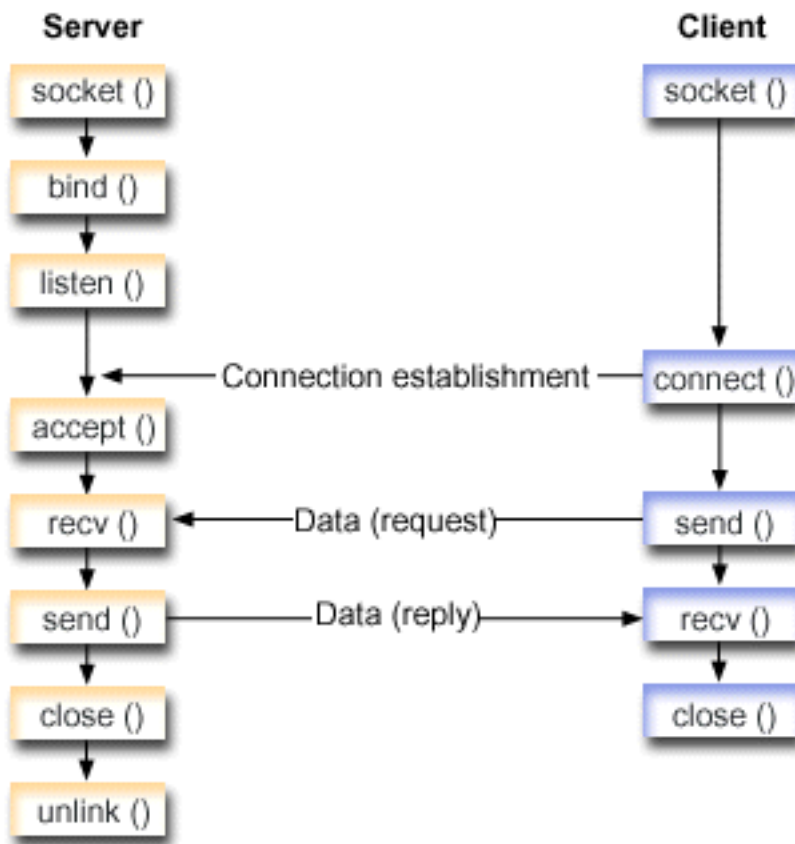 Server
Client
socket ()
socket ()
bind ()
listen ()
Connection establishment
connect ()
accept ()
recv ()
Data (request)
send ()
send ()
Data (reply)
recv ()
close ()
close ()
unlink ()